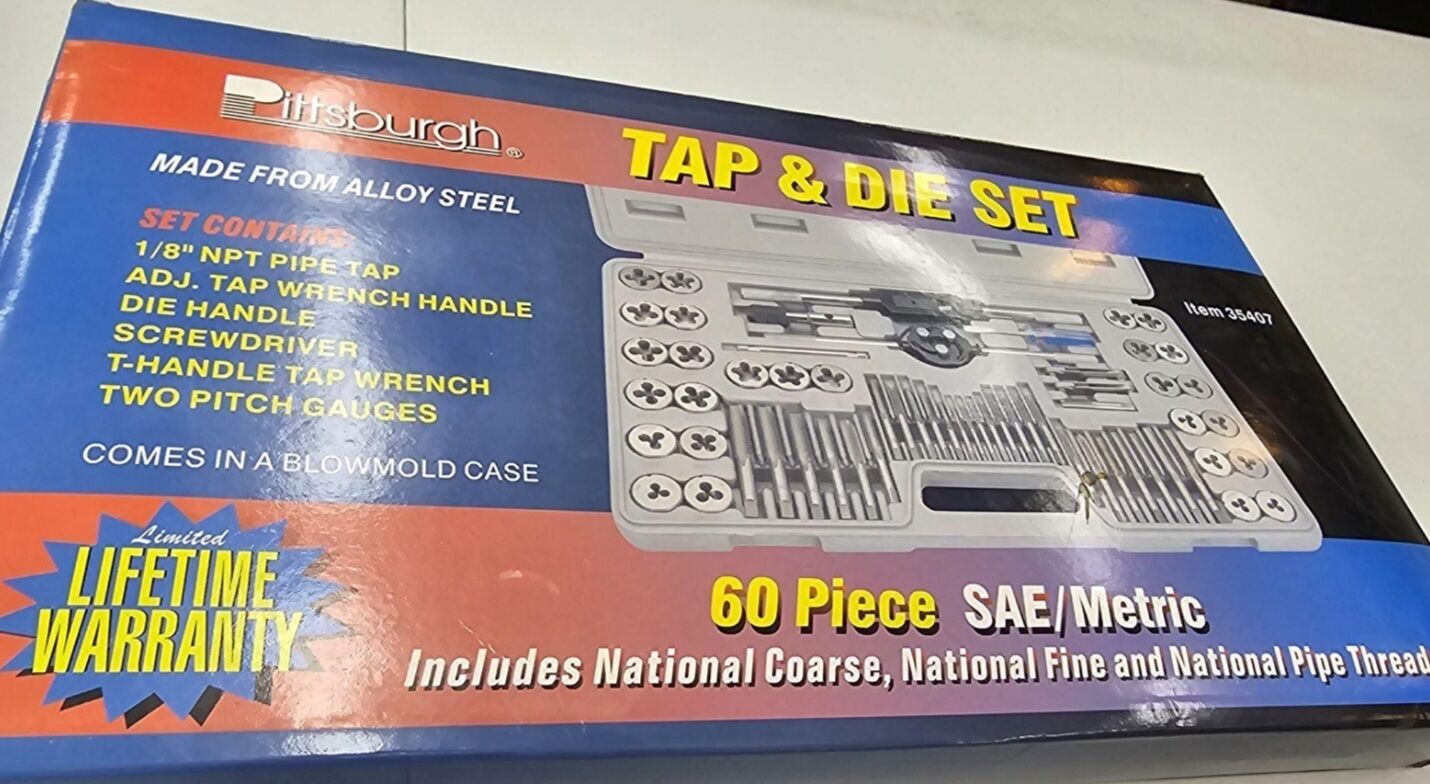 Pittsburgh®
TAP & DIE SET
MADE FROM ALLOY STEEL
SET CONTAINS:
1/8" NPT PIPE TAP
ADJ. TAP WRENCH HANDLE
DIE HANDLE
SCREWDRIVER
T-HANDLE TAP WRENCH
TWO PITCH GAUGES
COMES IN A BLOWMOLD CASE
Item 35407
Limited
LIFETIME
WARRANTY
60 Piece SAE/Metric
Includes National Coarse, National Fine and National Pipe Thread